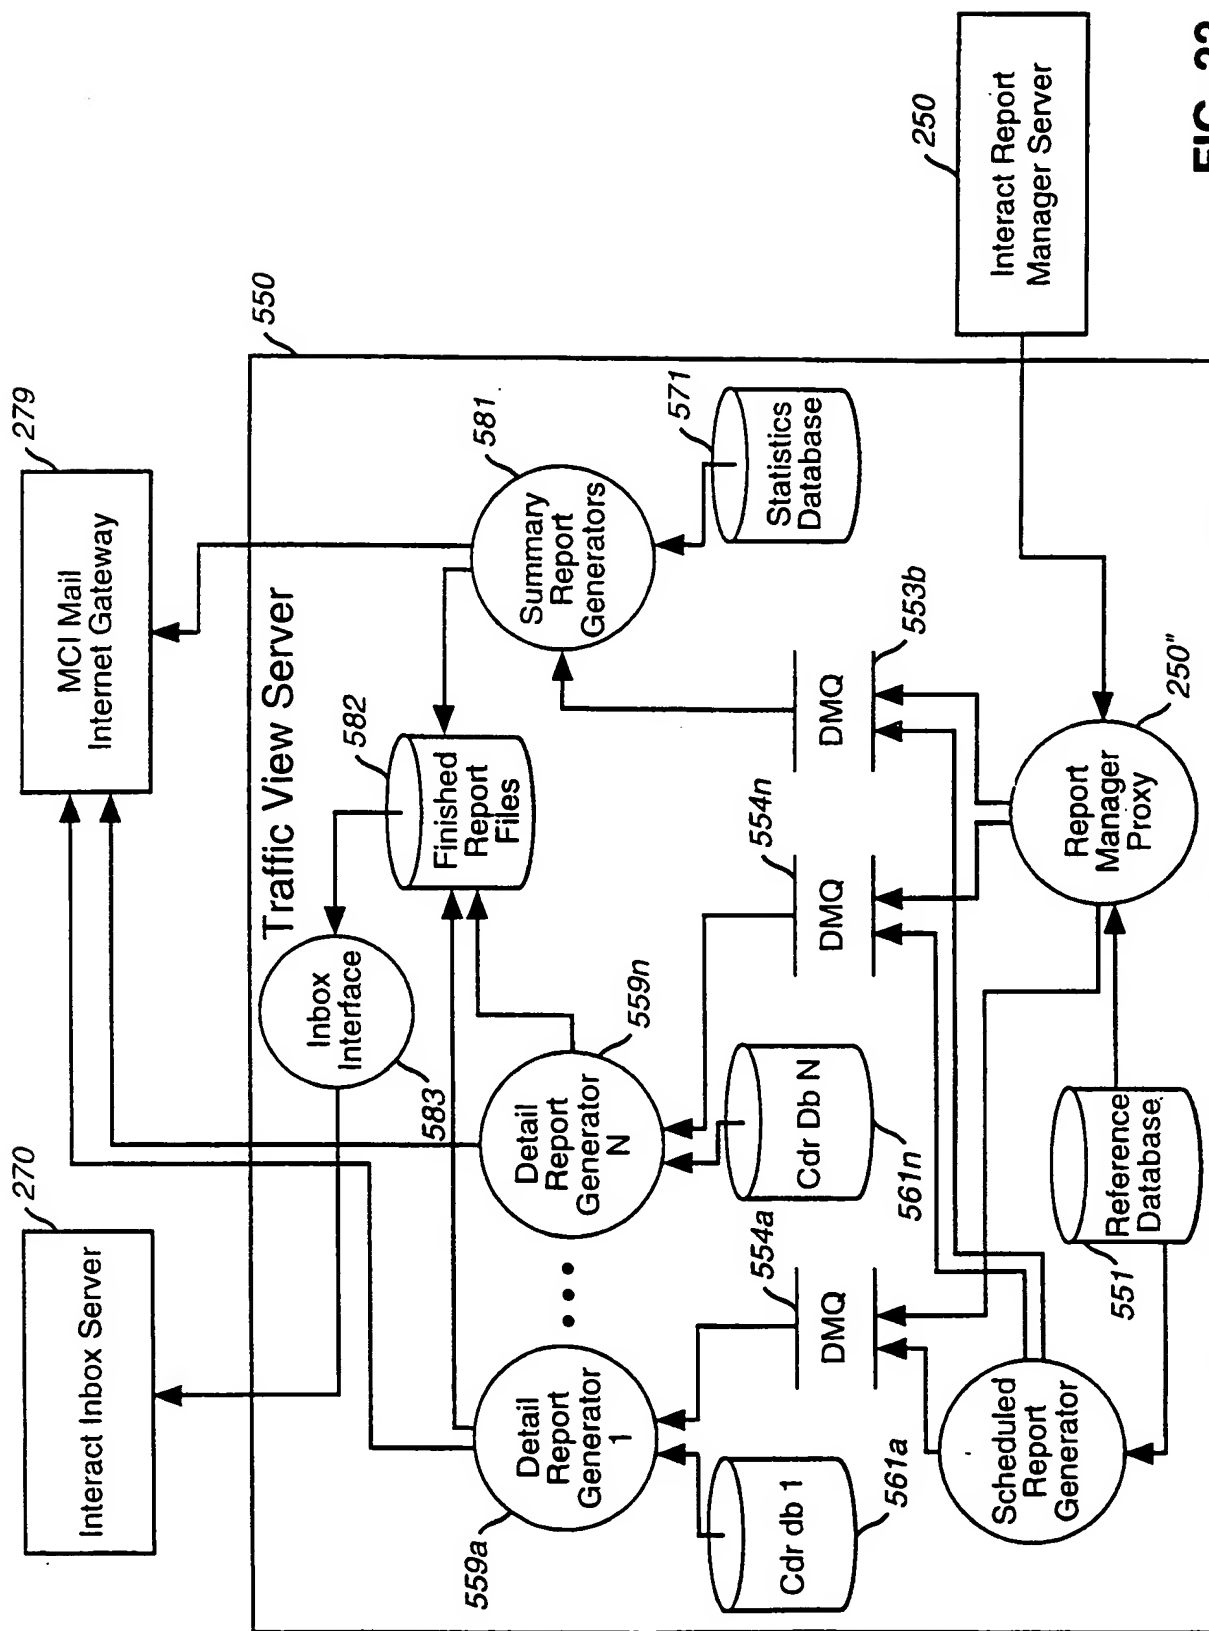 270
Interact Inbox Server
279
MCI Mail
Internet Gateway
550
Traffic View Server
583
Inbox
Interface
582
Finished
Report
Files
581
Summary
Report
Generators
571
Statistics
Database
559a
Detail
Report
Generator
1
• • •
559n
Detail
Report
Generator
N
561a
Cdr db 1
561n
Cdr Db N
554a
DMQ
554n
DMQ
553b
DMQ
250
Interact Report
Manager Server
Scheduled
Report
Generator
551
Reference
Database
250"
Report
Manager
Proxy
FIG.